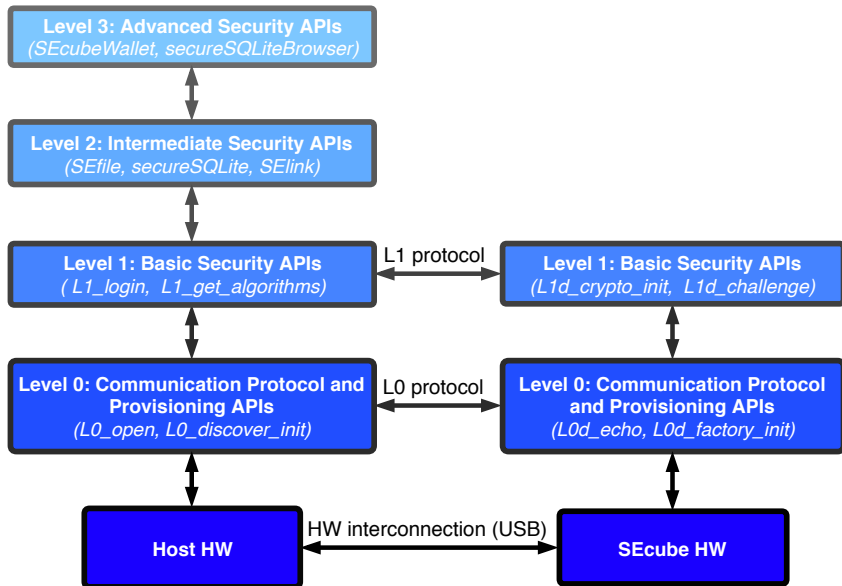 Level 3: Advanced Security APIs
(SEcubeWallet, secureSQLiteBrowser)
Level 2: Intermediate Security APIs
(SEfile, secureSQLite, SElink)
Level 1: Basic Security APIs
( L1_login, L1_get_algorithms)
L1 protocol
Level 1: Basic Security APIs
(L1d_crypto_init, L1d_challenge)
Level 0: Communication Protocol and
Provisioning APIs
(L0_open, L0_discover_init)
L0 protocol
Level 0: Communication Protocol
and Provisioning APIs
(L0d_echo, L0d_factory_init)
Host HW
HW interconnection (USB)
SEcube HW